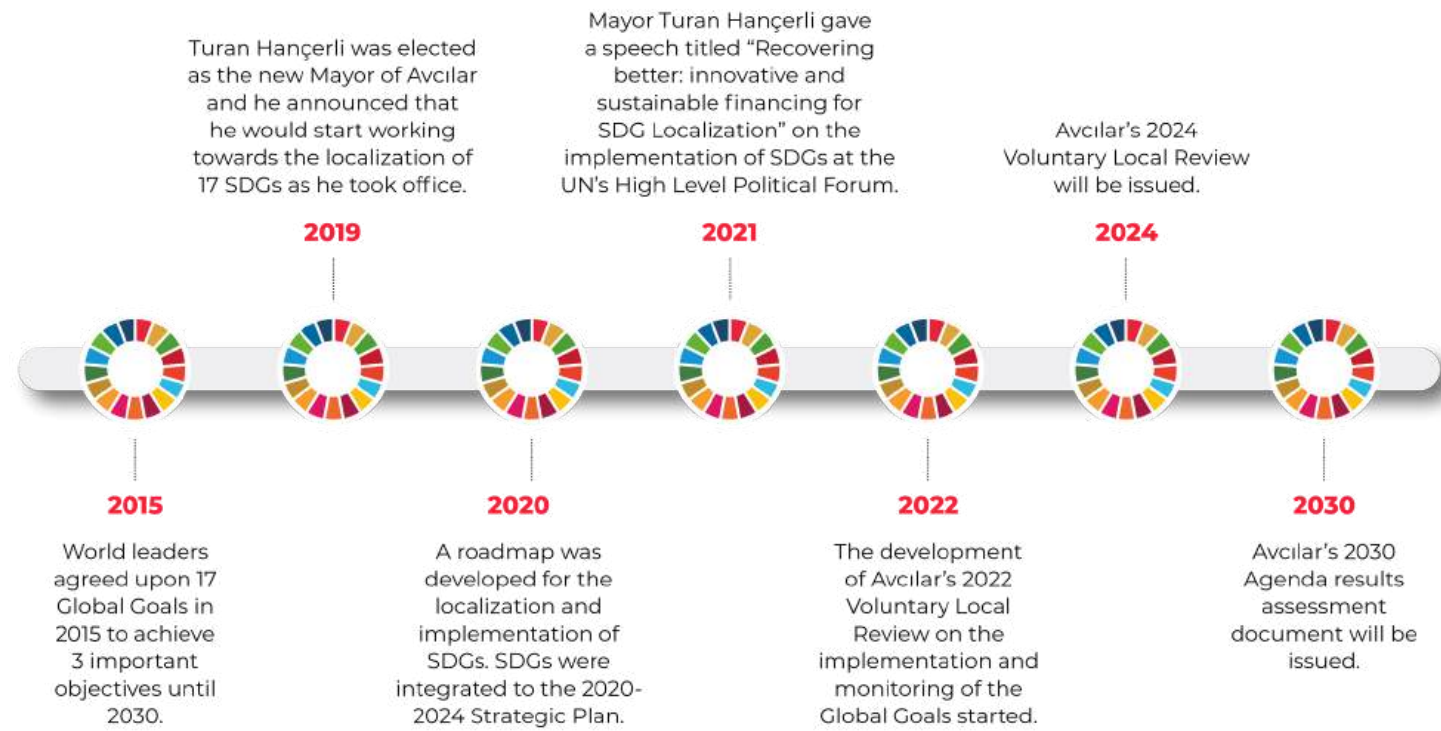 Turan Hançerli was elected
as the new Mayor of Avcılar
and he announced that
he would start working
towards the localization of
17 SDGs as he took office.
2019
Mayor Turan Hançerli gave
a speech titled “Recovering
better: innovative and
sustainable financing for
SDG Localization” on the
implementation of SDGs at the
UN’s High Level Political Forum.
2021
Avcılar’s 2024
Voluntary Local Review
will be issued.
2024
2015
World leaders
agreed upon 17
Global Goals in
2015 to achieve
3 important
objectives until
2030.
2020
A roadmap was
developed for the
localization and
implementation of
SDGs. SDGs were
integrated to the 2020-
2024 Strategic Plan.
2022
The development
of Avcılar’s 2022
Voluntary Local
Review on the
implementation and
monitoring of the
Global Goals started.
2030
Avcılar’s 2030
Agenda results
assessment
document will be
issued.